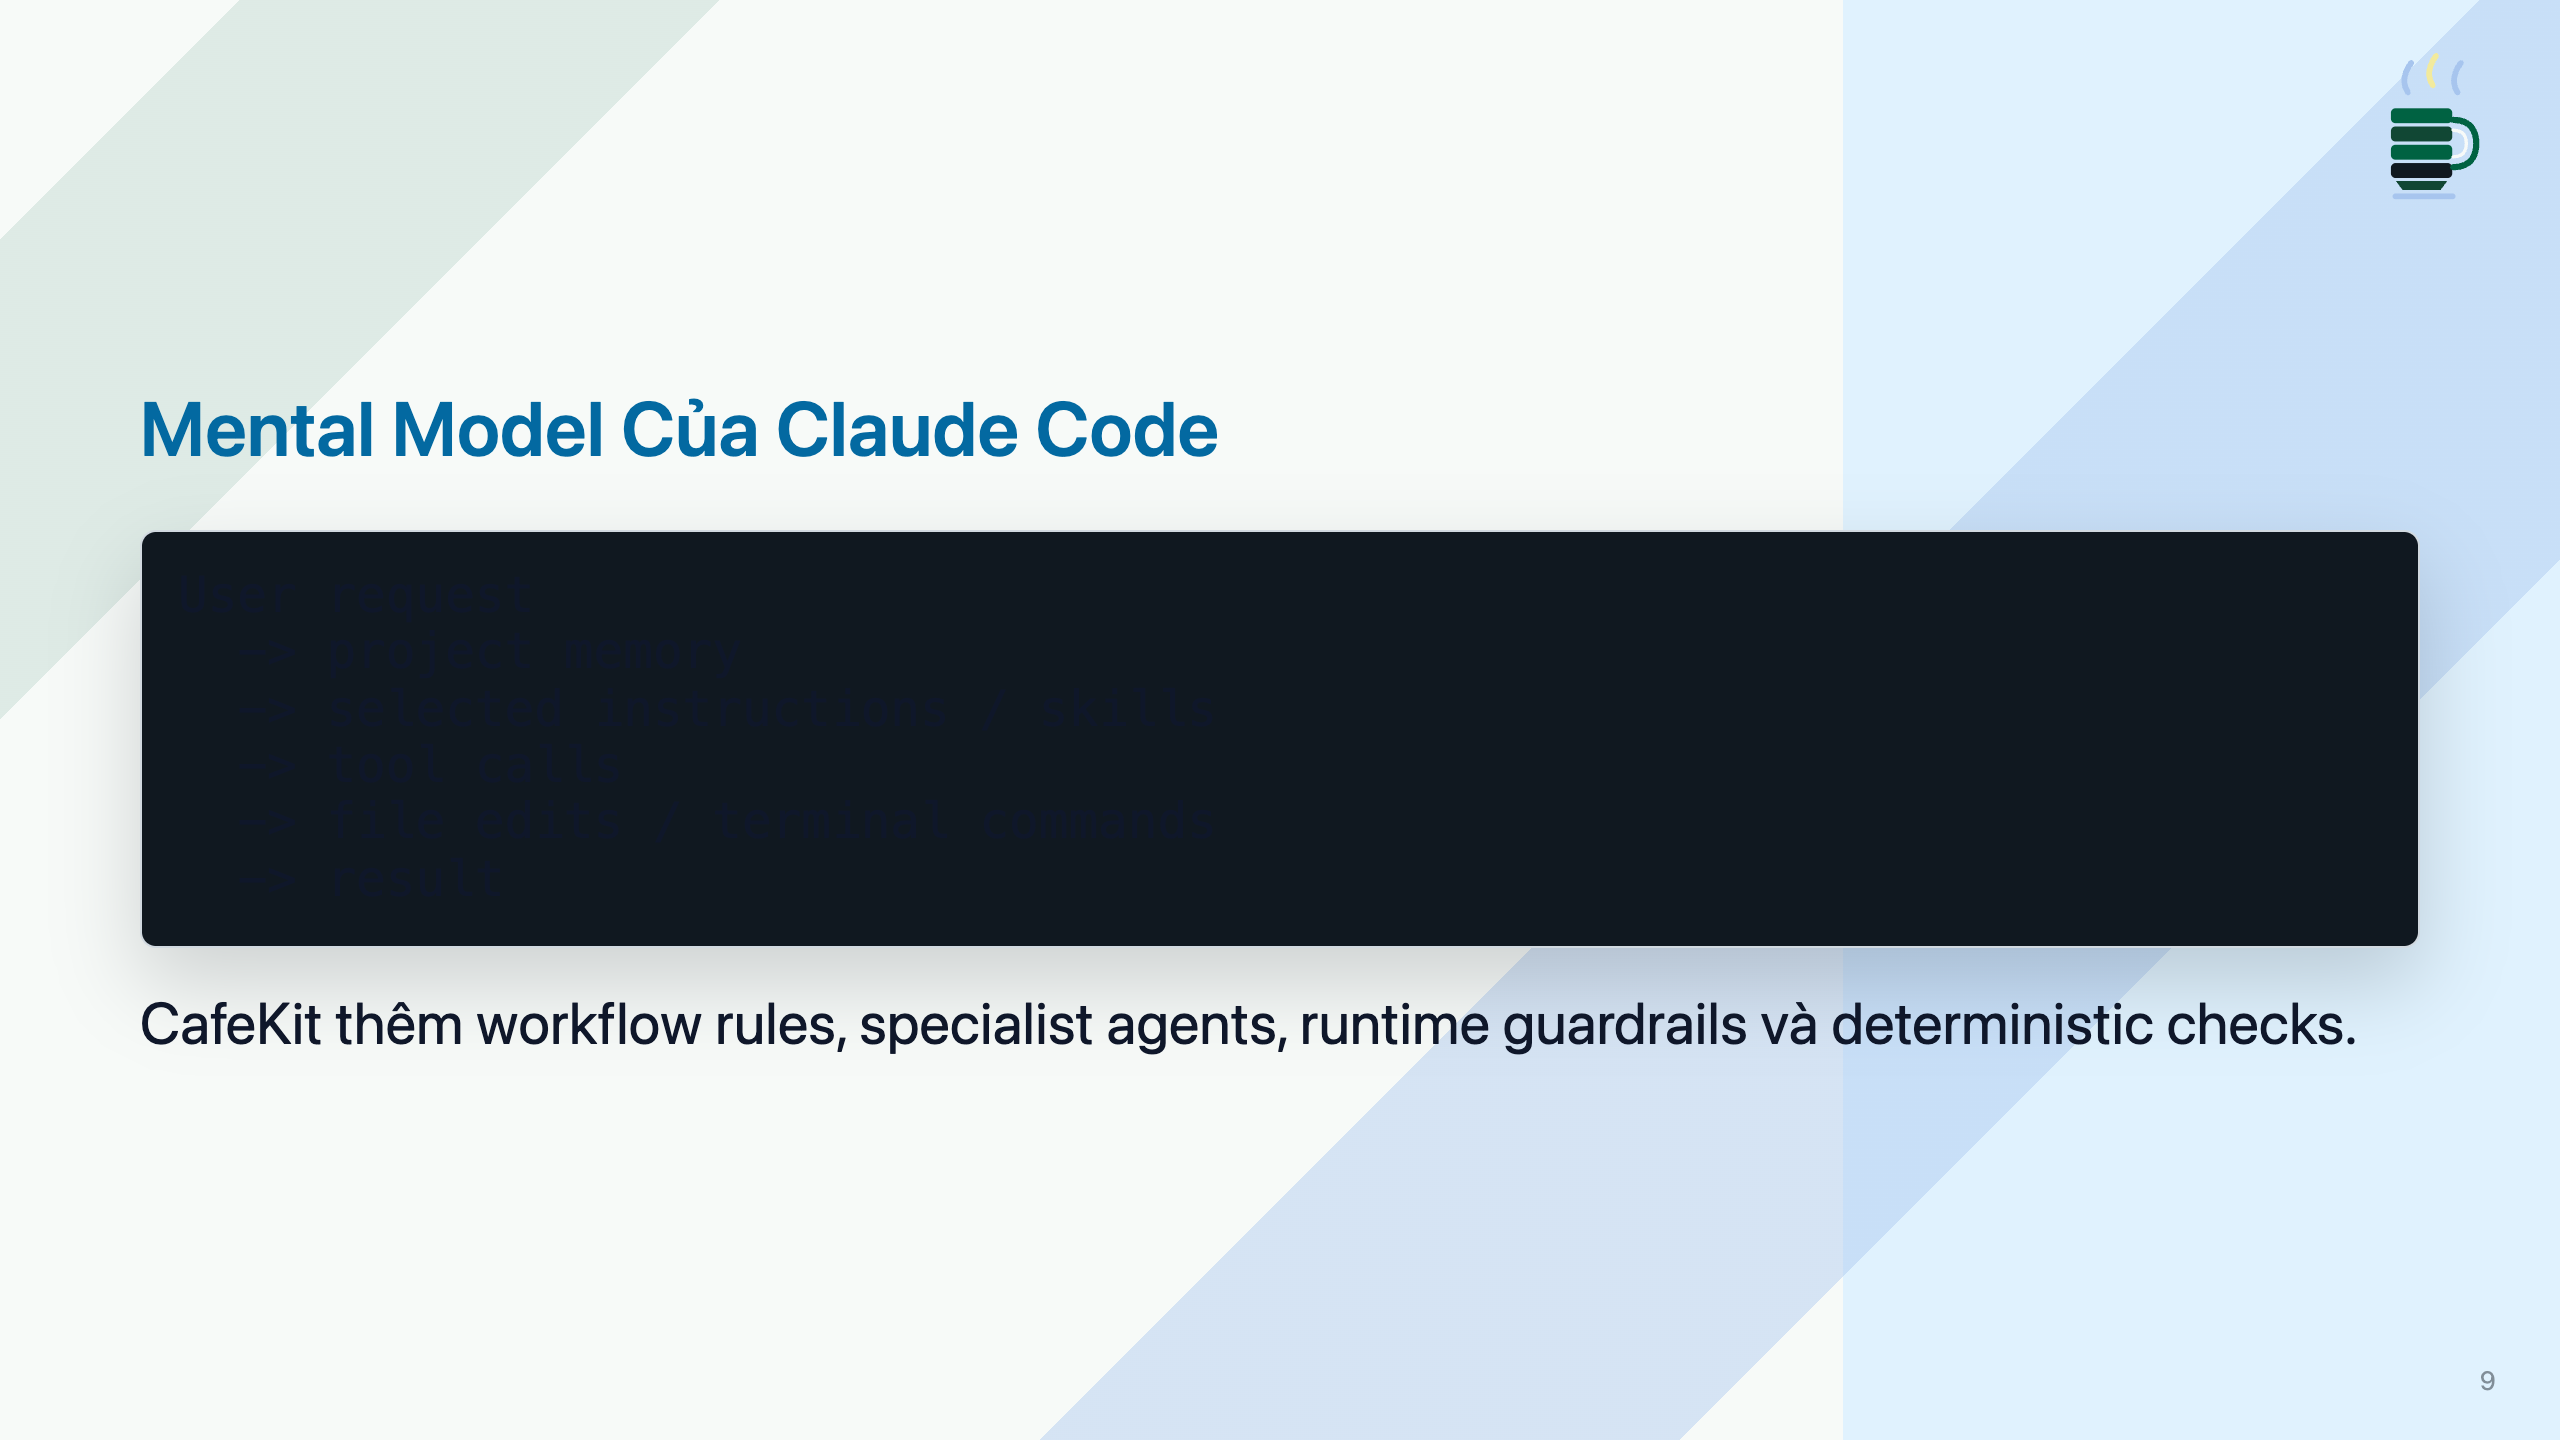 Mental Model Của Claude Code
User request
-> project memory
-> selected instructions / skills
-> tool calls
-> file edits / terminal commands
-> result
CafeKit thêm workflow rules, specialist agents, runtime guardrails và deterministic checks.
9